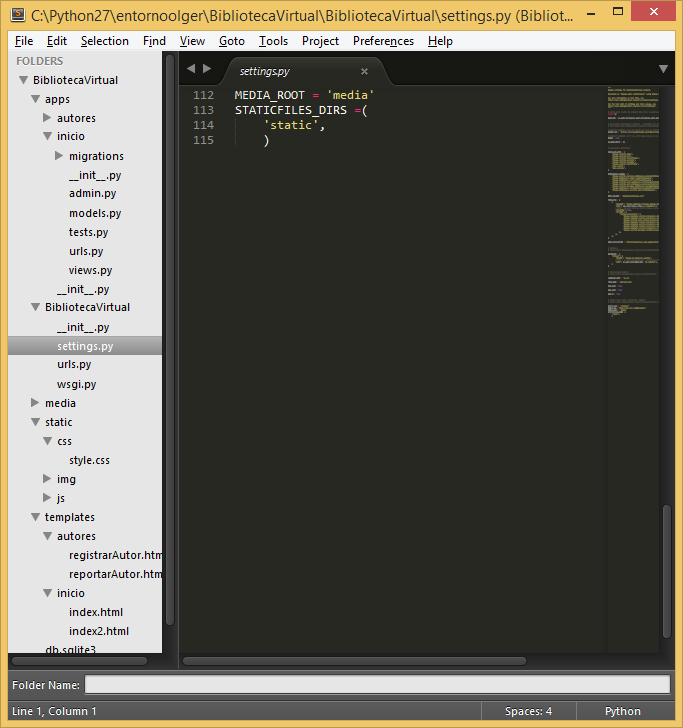 C:\Python27\entornoolger\BibliotecaVirtual\BibliotecaVirtual\settings.py (Bibliot...
File Edit Selection Find View Goto Tools Project Preferences Help
FOLDERS
BibliotecaVirtual
apps
autores
inicio
migrations
__init__.py
admin.py
models.py
tests.py
urls.py
views.py
__init__.py
BibliotecaVirtual
__init__.py
settings.py
urls.py
wsgi.py
media
static
css
style.css
img
js
templates
autores
registrarAutor.htm
reportarAutor.htm
inicio
index.html
index2.html
db.sqlite3
settings.py
112 MEDIA_ROOT = 'media'
113 STATICFILES_DIRS =(
114 'static',
115 )
Folder Name:
Line 1, Column 1
Spaces: 4
Python